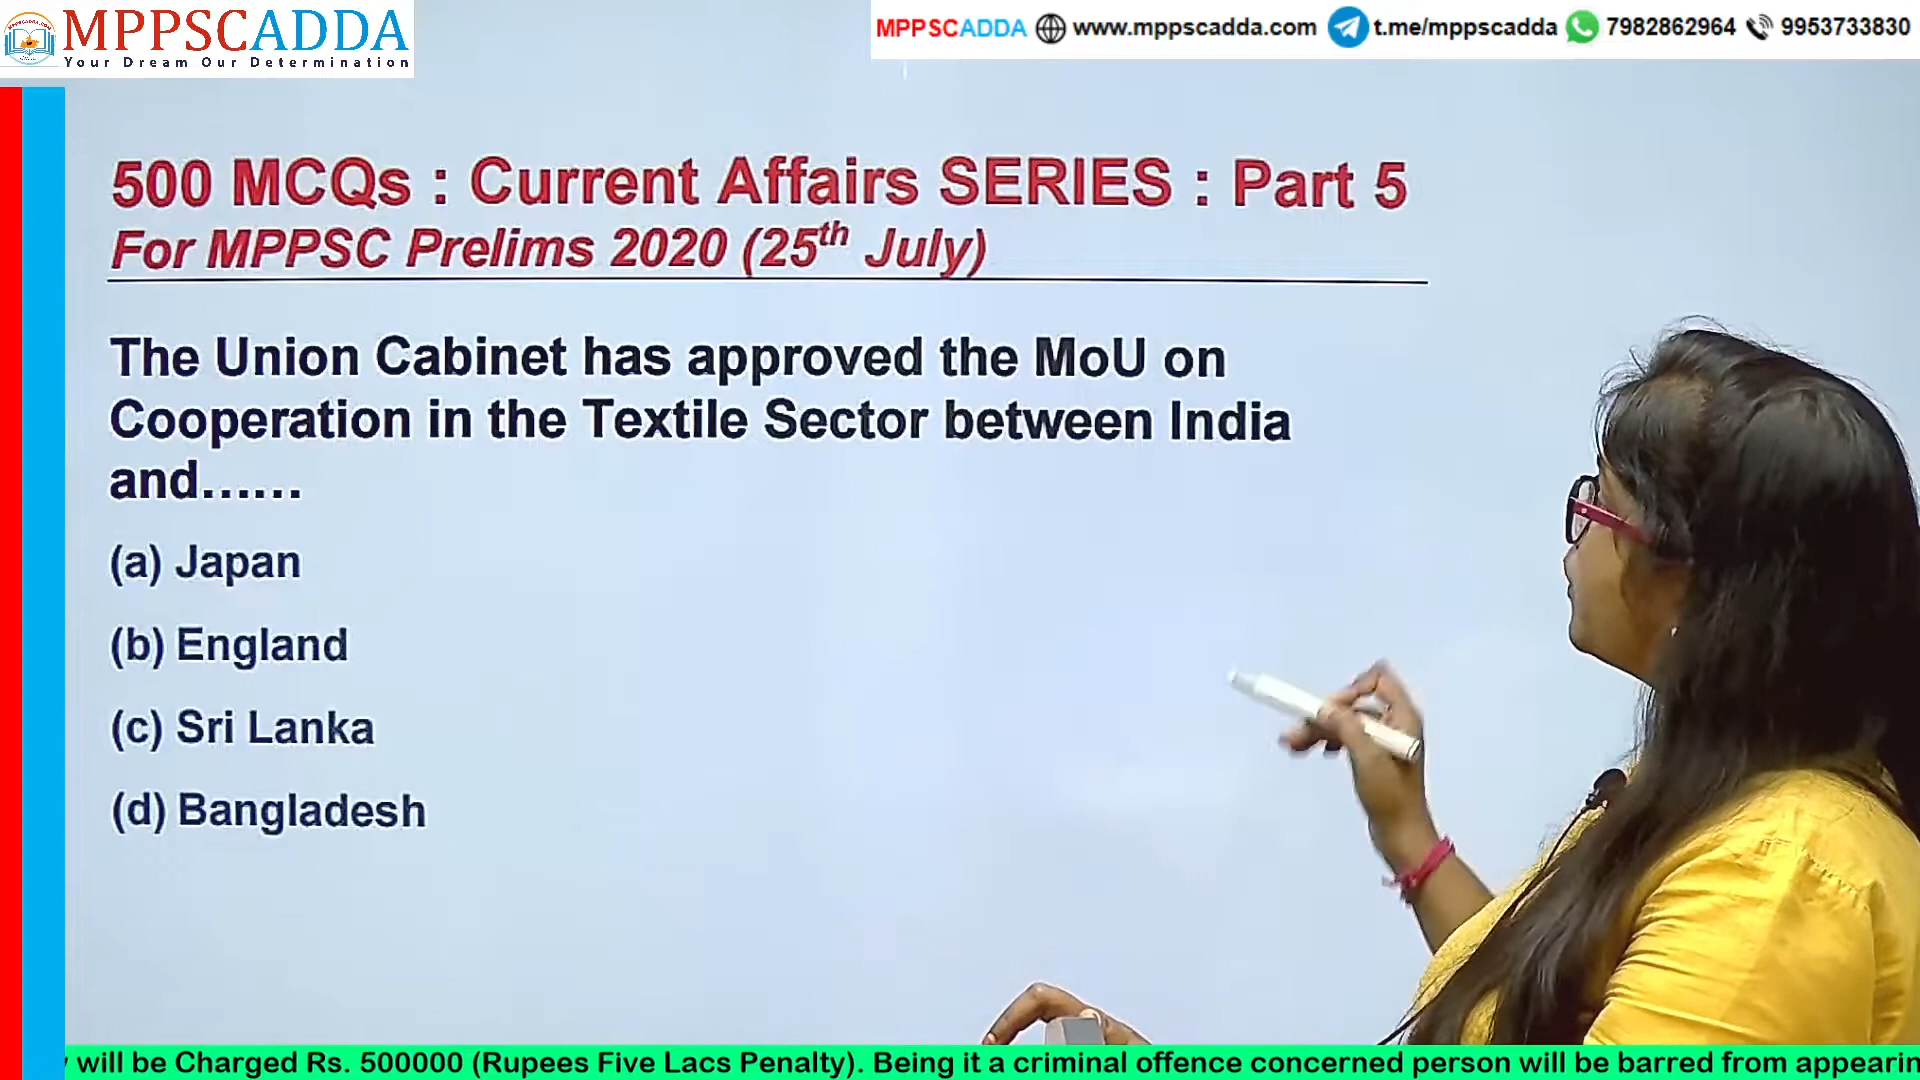 MPPSCADDA
Your Dream Our Determination
MPPSCADDA www.mppscadda.com t.me/mppscadda 7982862964 9953733830
500 MCQs : Current Affairs SERIES : Part 5
For MPPSC Prelims 2020 (25th July)
The Union Cabinet has approved the MoU on
Cooperation in the Textile Sector between India
and......
(a) Japan
(b) England
(c) Sri Lanka
(d) Bangladesh
will be Charged Rs. 500000 (Rupees Five Lacs Penalty). Being it a criminal offence concerned person will be barred from appearin